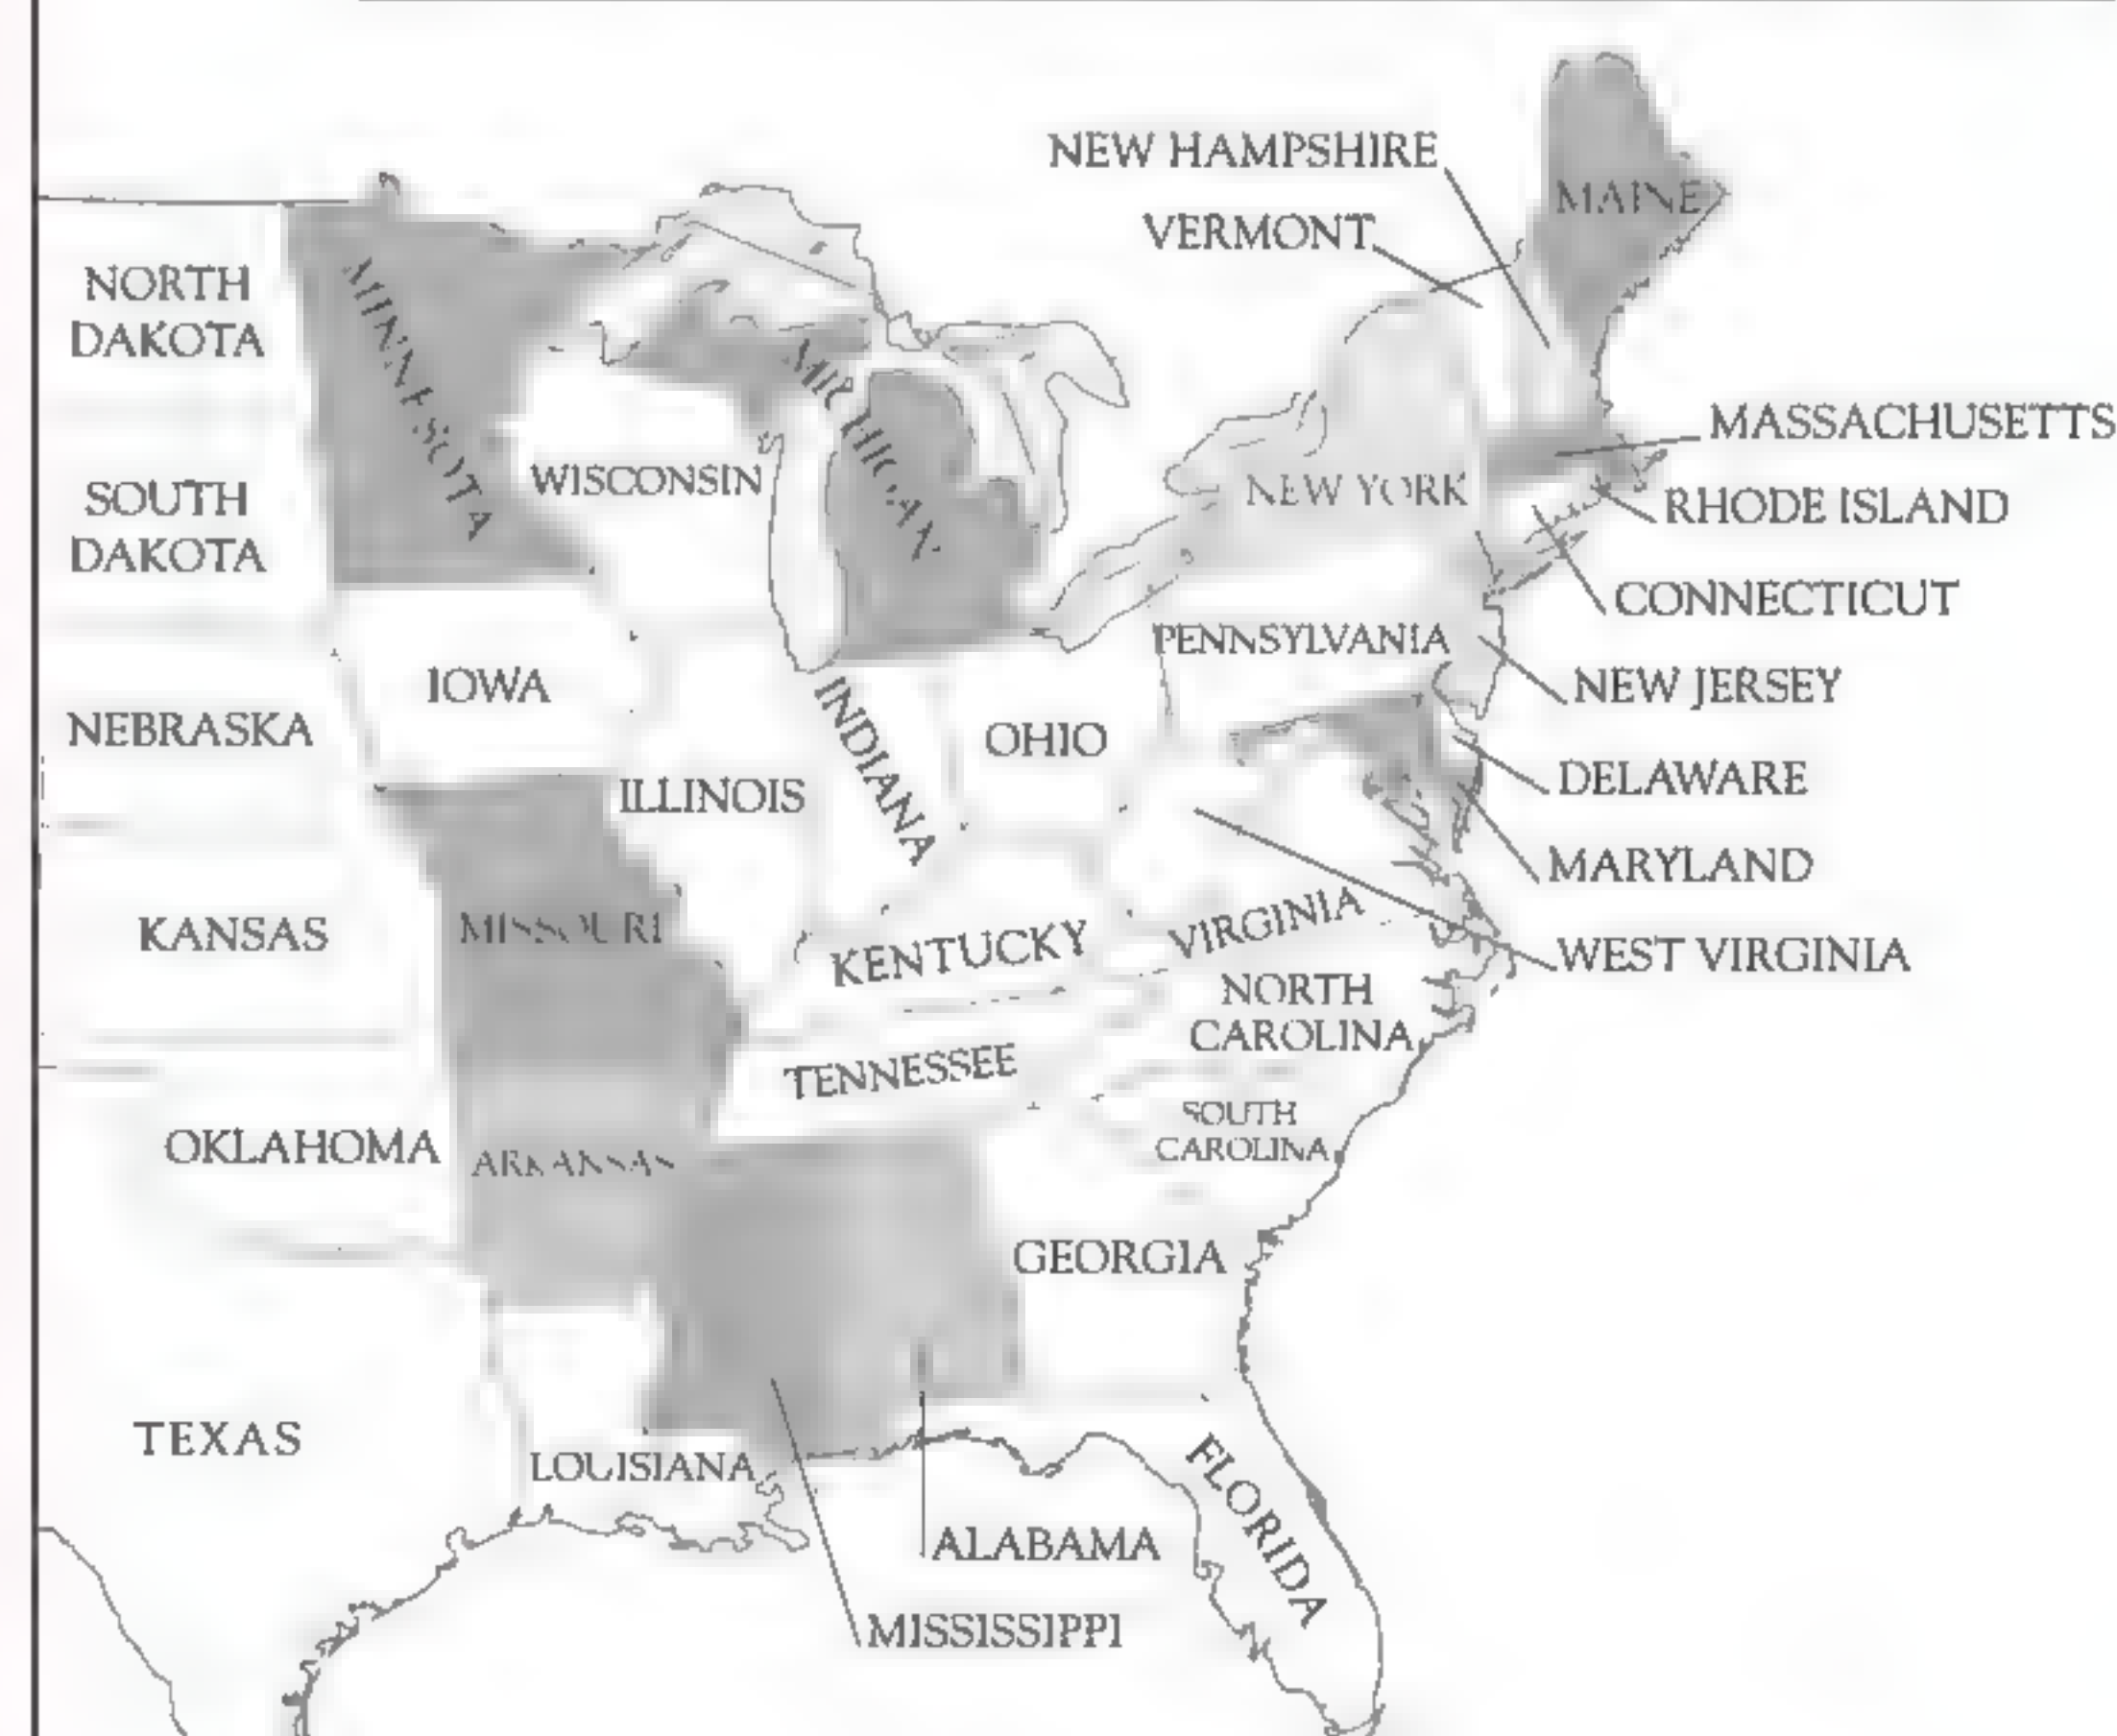 NEW HAMPSHIRE
MAINE
VERMONT
NORTH
DAKOTA
MINNESOTA
MICHIGAN
MASSACHUSETTS
WISCONSIN
NEW YORK
SOUTH
DAKOTA
RHODE ISLAND
CONNECTICUT
PENNSYLVANIA
NEW JERSEY
IOWA
NEBRASKA
INDIANA
OHIO
DELAWARE
ILLINOIS
MARYLAND
KANSAS
MISSOURI
KENTUCKY
VIRGINIA
WEST VIRGINIA
NORTH
CAROLINA
TENNESSEE
SOUTH
CAROLINA
OKLAHOMA
ARKANSAS
GEORGIA
TEXAS
LOUISIANA
FLORIDA
ALABAMA
MISSISSIPPI